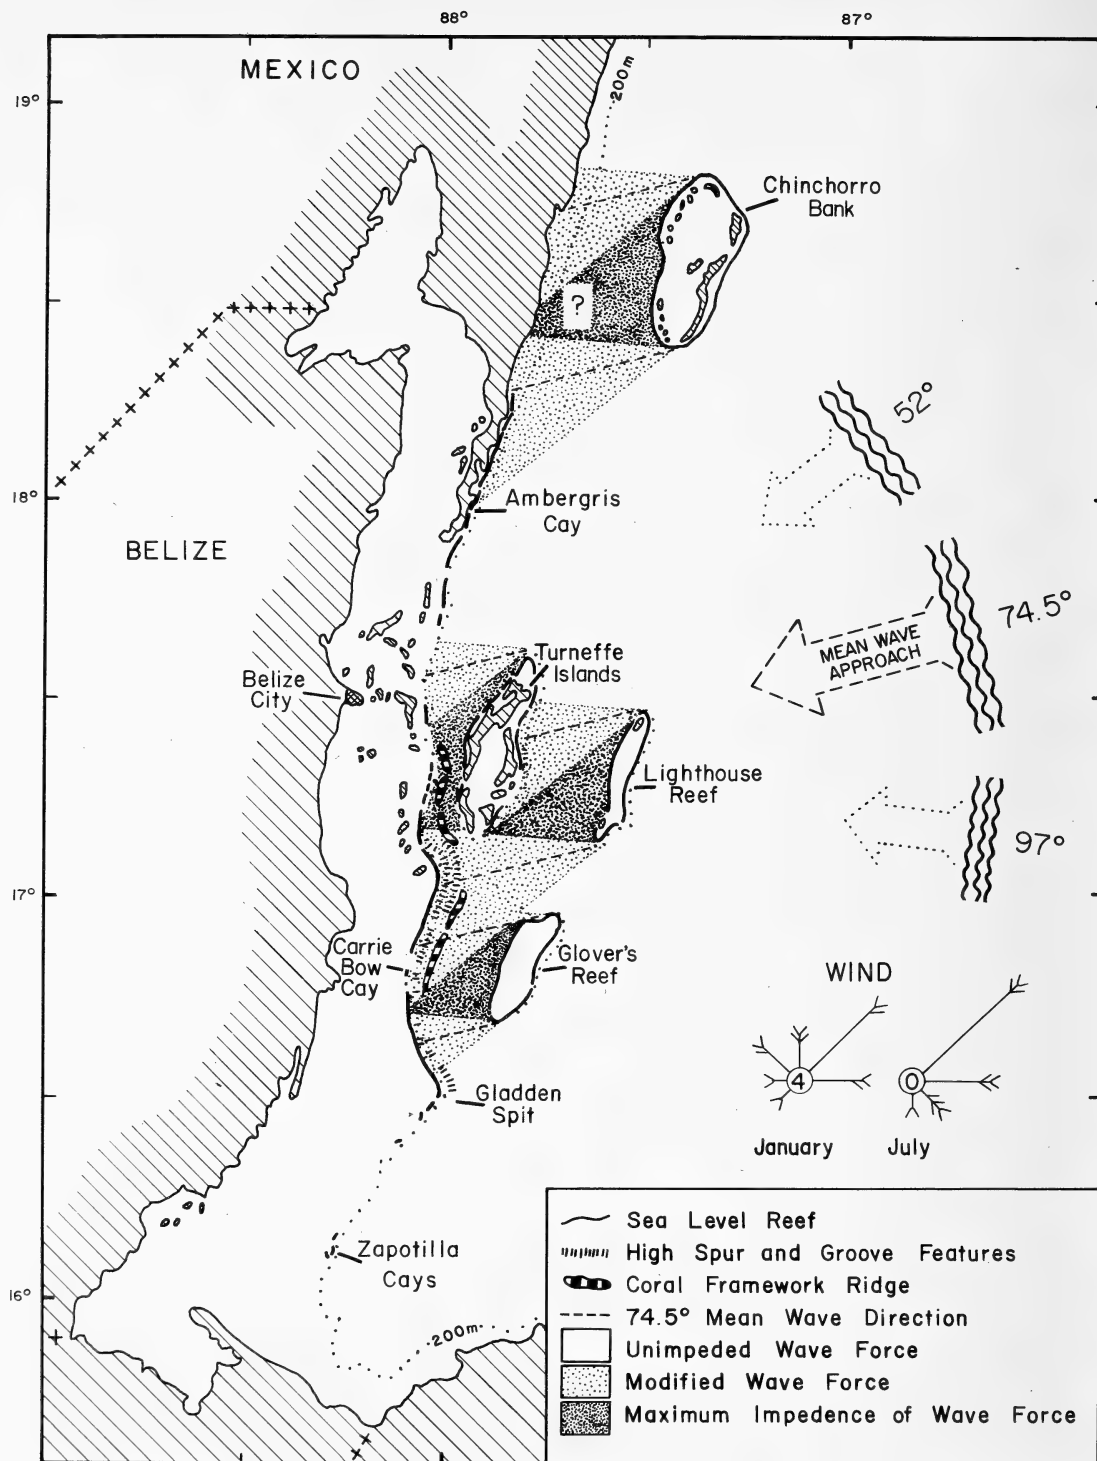 88°
87°
MEXICO
200m
19°
Chinchorro
Bank
?
52°
18°
Ambergris
Cay
BELIZE
74.5°
MEAN WAVE
APPROACH
Turneffe
Islands
Belize
City
Lighthouse
Reef
97°
17°
Carrie
Bow
Cay
Glover's
Reef
WIND
4
0
Gladden
Spit
January
July
Zapotilla
Cays
16°
200m
Sea Level Reef
High Spur and Groove Features
Coral Framework Ridge
74.5° Mean Wave Direction
Unimpeded Wave Force
Modified Wave Force
Maximum Impedence of Wave Force